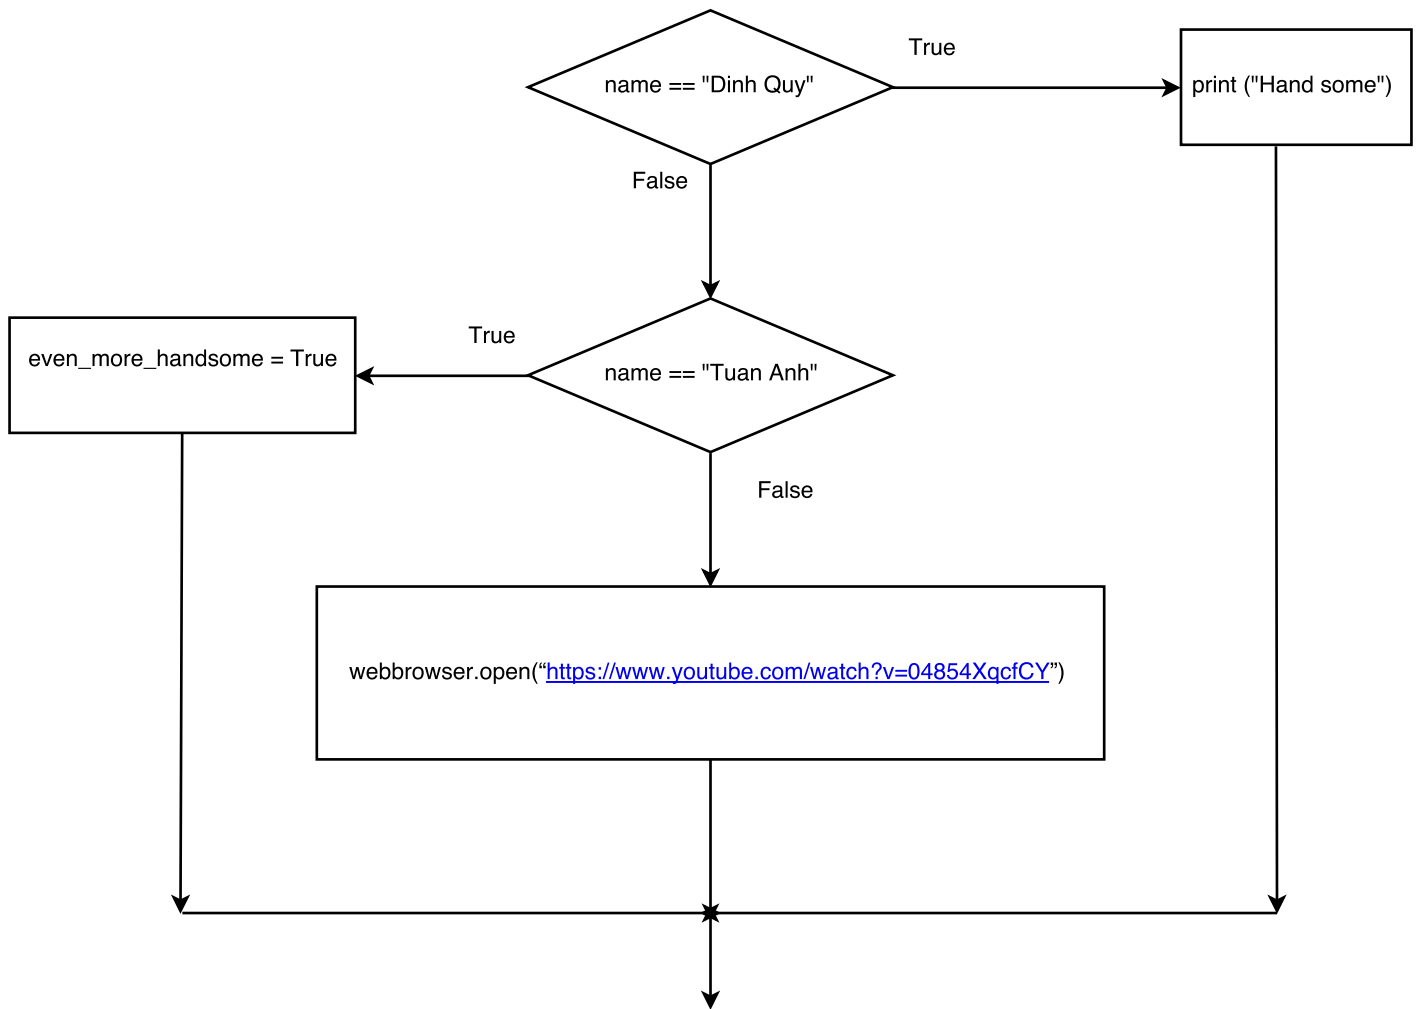 True
name == "Dinh Quy"
print ("Hand some")
False
True
even_more_handsome = True
name == "Tuan Anh"
False
webbrowser.open(“https://www.youtube.com/watch?v=04854XqcfCY”)